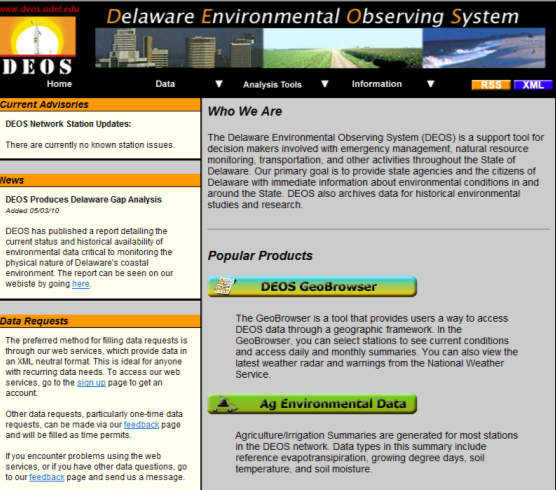 www.deos.udel.edu
Delaware Environmental Observing System
DEOS
Home
Data
Analysis Tools
Information
RSS
XML
Current Advisories
DEOS Network Station Updates:
There are currently no known station issues.
News
DEOS Produces Delaware Gap Analysis
Added 05/03/10
DEOS has published a report detailing the
current status and historical availability of
environmental data critical to monitoring the
physical nature of Delaware's coastal
environment. The report can be seen on our
webiste by going here.
Data Requests
The preferred method for filling data requests is
through our web services, which provide data in
an XML neutral format. This is ideal for anyone
with recurring data needs. To access our web
services, go to the sign up page to get an
account.
Other data requests, particularly one-time data
requests, can be made via our feedback page
and will be filled as time permits.
If you encounter problems using the web
services, or if you have other data questions, go
to our feedback page and send us a message.
Who We Are
The Delaware Environmental Observing System (DEOS) is a support tool for
decision makers involved with emergency management, natural resource
monitoring, transportation, and other activities throughout the State of
Delaware. Our primary goal is to provide state agencies and the citizens of
Delaware with immediate information about environmental conditions in and
around the State. DEOS also archives data for historical environmental
studies and research.
Popular Products
DEOS GeoBrowser
The GeoBrowser is a tool that provides users a way to access
DEOS data through a geographic framework. In the
GeoBrowser, you can select stations to see current conditions
and access daily and monthly summaries. You can also view the
latest weather radar and warnings from the National Weather
Service.
Ag Environmental Data
Agriculture/Irrigation Summaries are generated for most stations
in the DEOS network. Data types in this summary include
reference evapotranspiration, growing degree days, soil
temperature, and soil moisture.